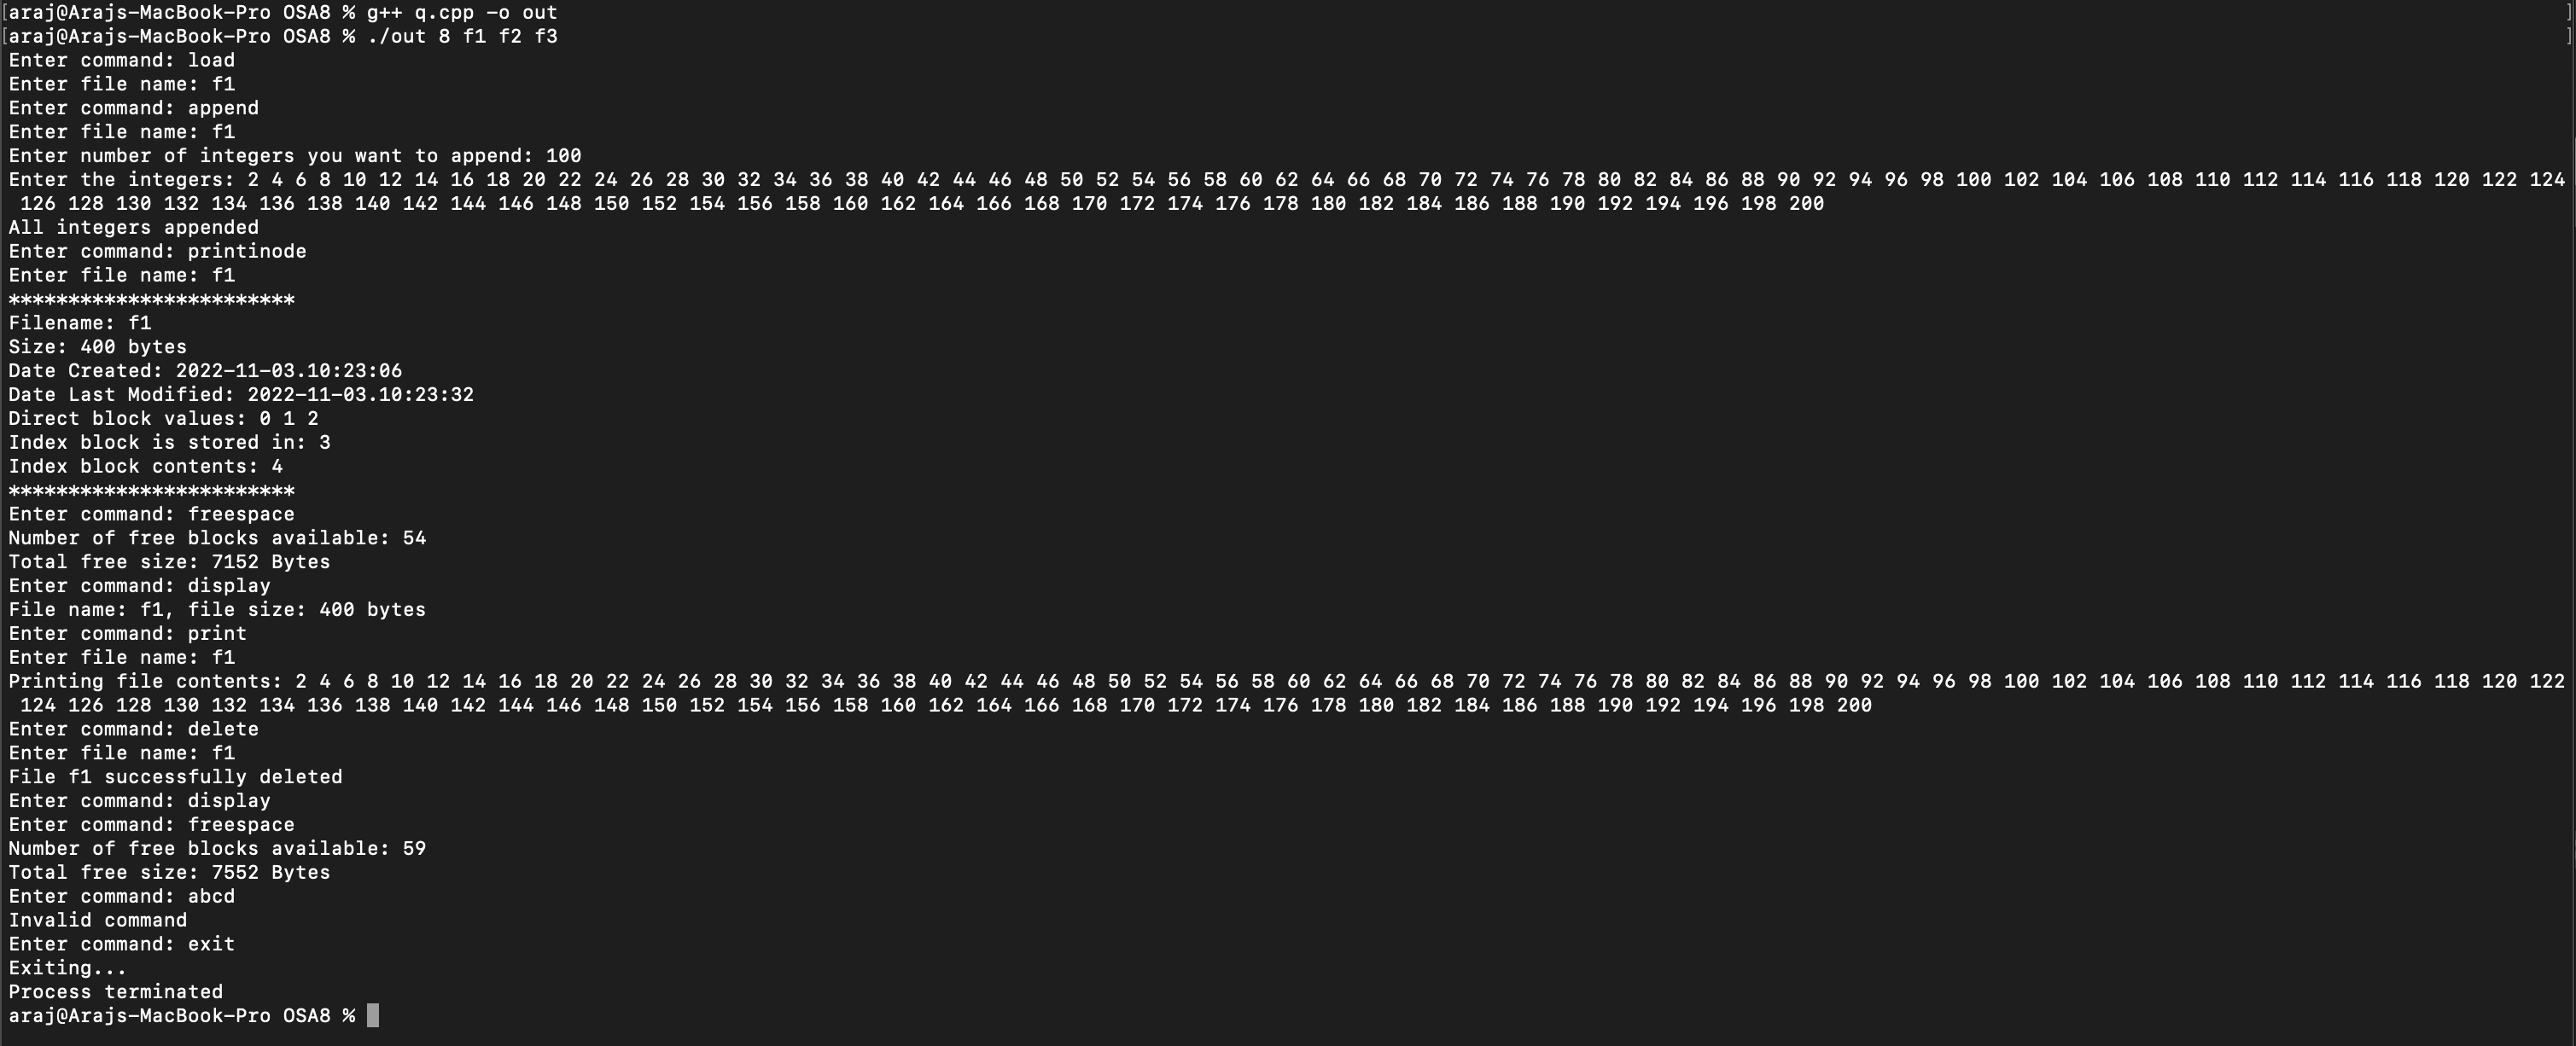 [araj@Arajs-MacBook-Pro OSA8 % g++ q.cpp -o out ]
[araj@Arajs-MacBook-Pro OSA8 % ./out 8 f1 f2 f3 ]
Enter command: load
Enter file name: f1
Enter command: append
Enter file name: f1
Enter number of integers you want to append: 100
Enter the integers: 2 4 6 8 10 12 14 16 18 20 22 24 26 28 30 32 34 36 38 40 42 44 46 48 50 52 54 56 58 60 62 64 66 68 70 72 74 76 78 80 82 84 86 88 90 92 94 96 98 100 102 104 106 108 110 112 114 116 118 120 122 124
126 128 130 132 134 136 138 140 142 144 146 148 150 152 154 156 158 160 162 164 166 168 170 172 174 176 178 180 182 184 186 188 190 192 194 196 198 200
All integers appended
Enter command: printinode
Enter file name: f1
************************
Filename: f1
Size: 400 bytes
Date Created: 2022-11-03.10:23:06
Date Last Modified: 2022-11-03.10:23:32
Direct block values: 0 1 2
Index block is stored in: 3
Index block contents: 4
************************
Enter command: freespace
Number of free blocks available: 54
Total free size: 7152 Bytes
Enter command: display
File name: f1, file size: 400 bytes
Enter command: print
Enter file name: f1
Printing file contents: 2 4 6 8 10 12 14 16 18 20 22 24 26 28 30 32 34 36 38 40 42 44 46 48 50 52 54 56 58 60 62 64 66 68 70 72 74 76 78 80 82 84 86 88 90 92 94 96 98 100 102 104 106 108 110 112 114 116 118 120 122
124 126 128 130 132 134 136 138 140 142 144 146 148 150 152 154 156 158 160 162 164 166 168 170 172 174 176 178 180 182 184 186 188 190 192 194 196 198 200
Enter command: delete
Enter file name: f1
File f1 successfully deleted
Enter command: display
Enter command: freespace
Number of free blocks available: 59
Total free size: 7552 Bytes
Enter command: abcd
Invalid command
Enter command: exit
Exiting...
Process terminated
araj@Arajs-MacBook-Pro OSA8 %